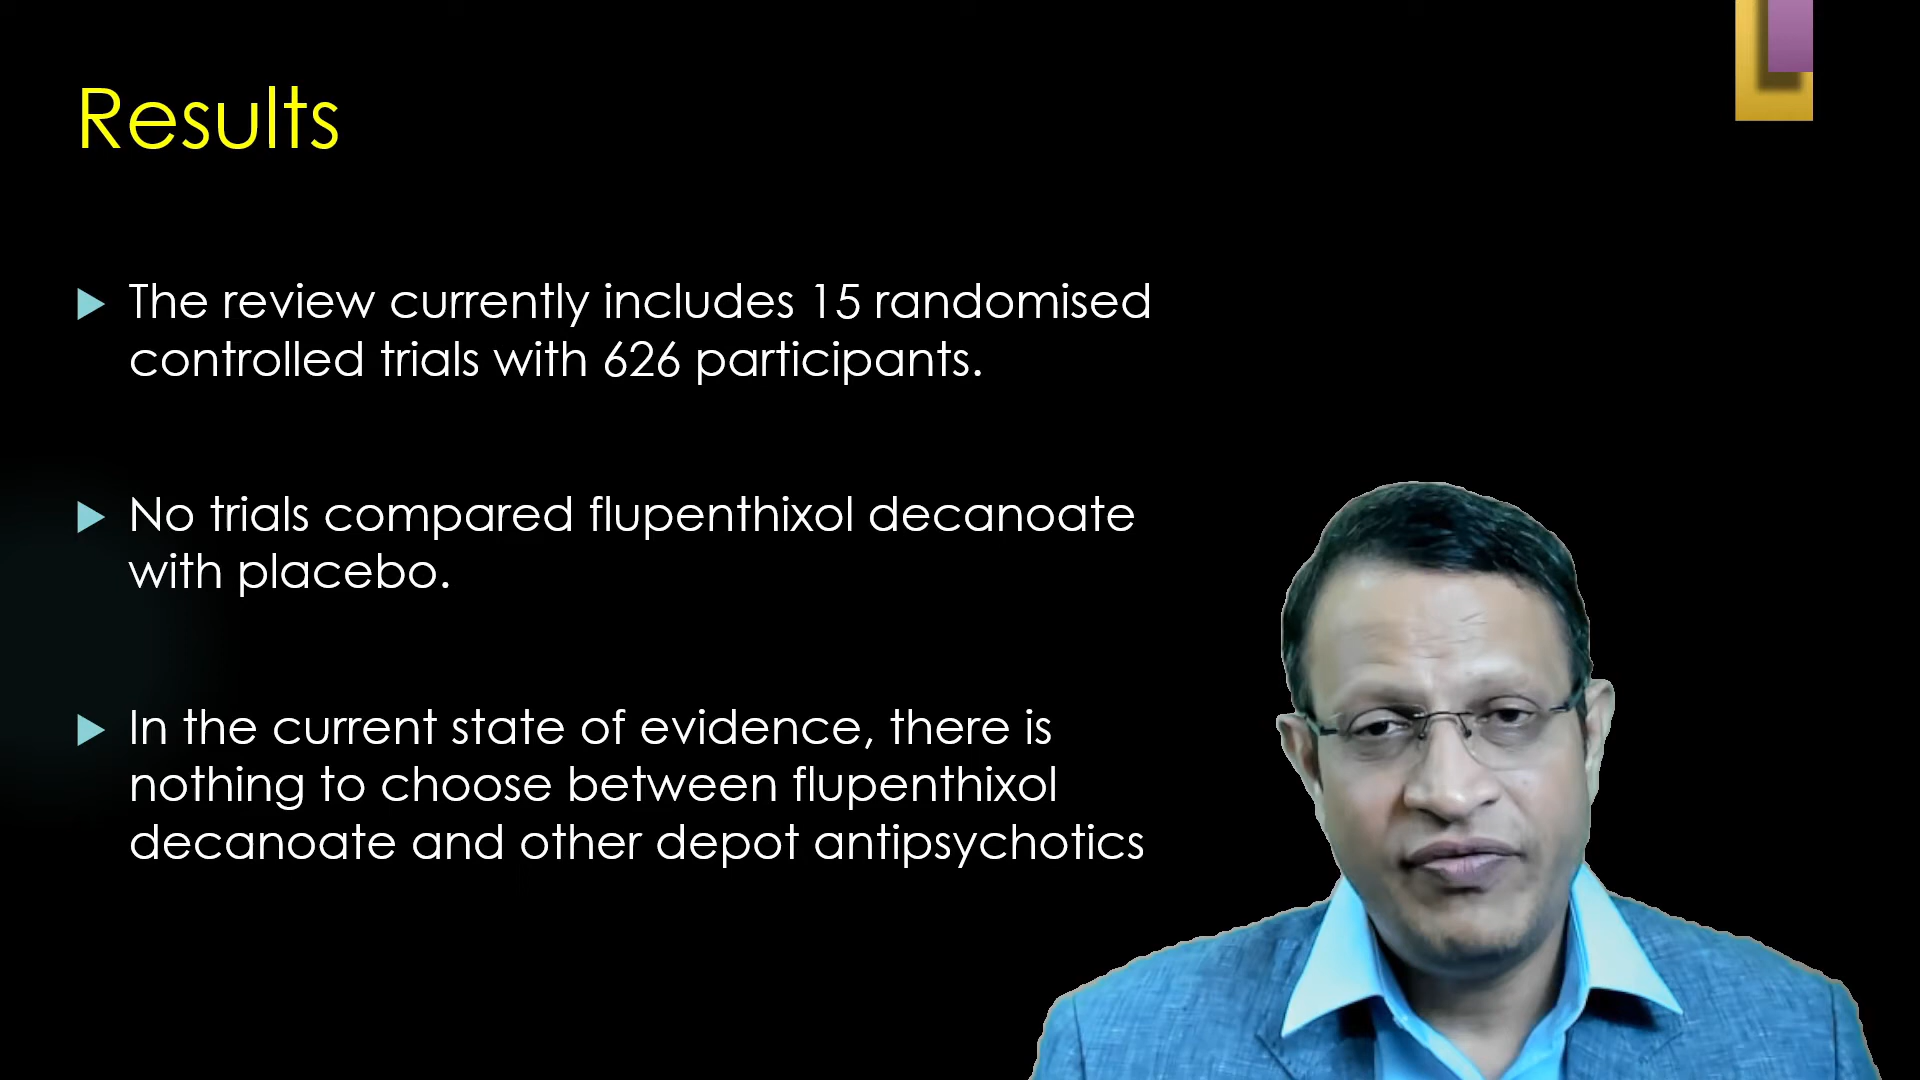 Results
The review currently includes 15 randomised
controlled trials with 626 participants.
No trials compared flupenthixol decanoate
with placebo.
In the current state of evidence, there is
nothing to choose between flupenthixol
decanoate and other depot antipsychotics